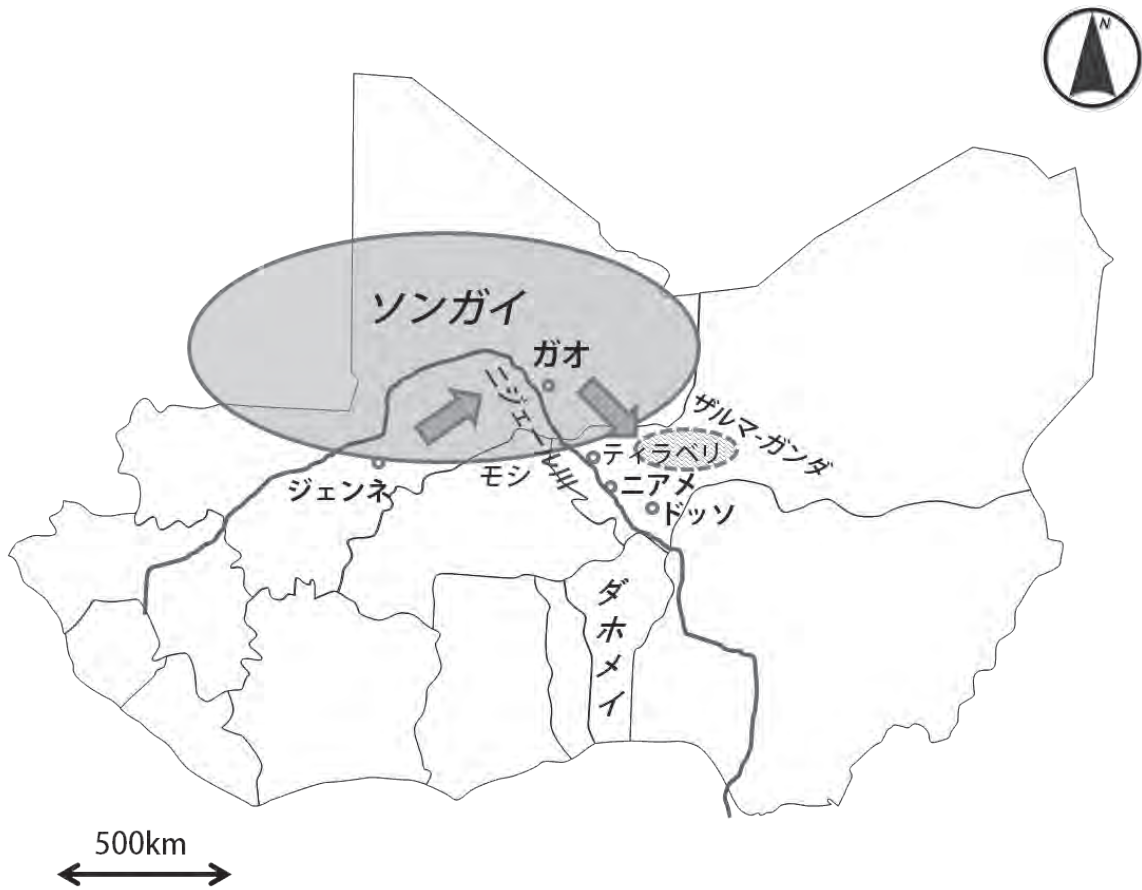 N
ソンガイ
ガオ
ニジェール川
ザルマ-ガンダ
ティラベリ
モシ
ジェンネ
ニアメ
ドッソ
ダホメイ
500km